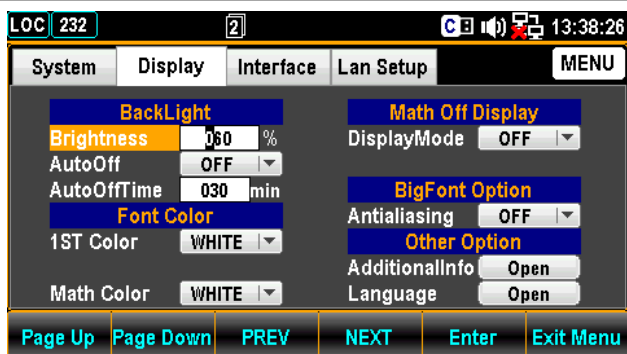 LOC 232 2 C 13:38:26
System Display Interface Lan Setup MENU
BackLight
Brightness 060 %
AutoOff OFF
AutoOffTime 030 min
Font Color
1ST Color WHITE
Math Color WHITE
Math Off Display
DisplayMode OFF
BigFont Option
Antialiasing OFF
Other Option
AdditionalInfo Open
Language Open
Page Up Page Down PREV NEXT Enter Exit Menu